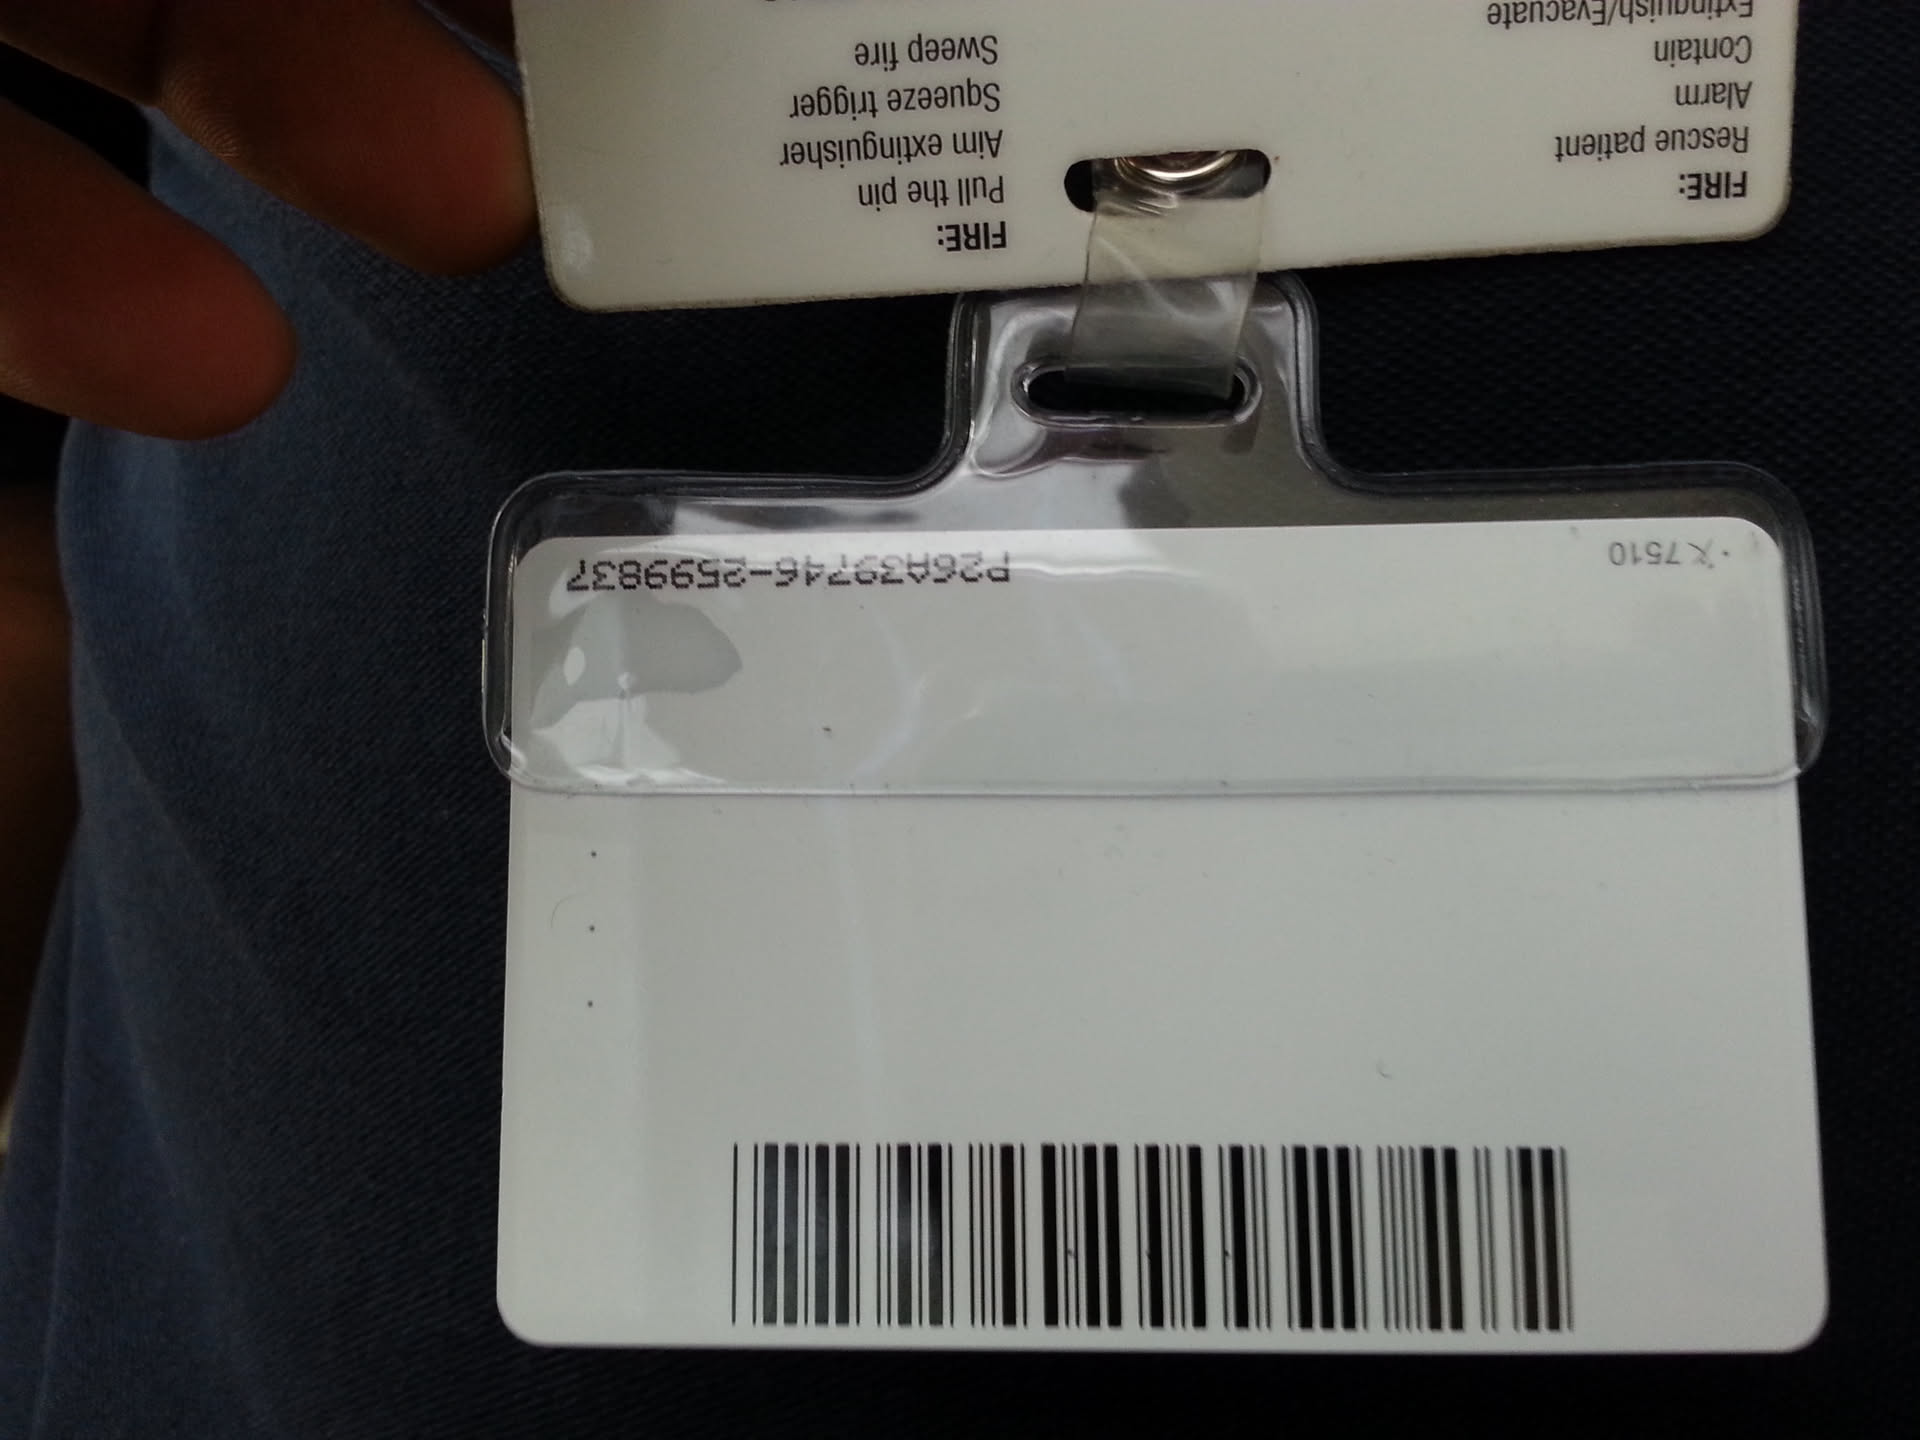 X 7510
P26A39746-2599837
FIRE:
Rescue patient
Alarm
Contain
Extinguish/Evacuate
FIRE:
Pull the pin
Aim extinguisher
Squeeze trigger
Sweep fire